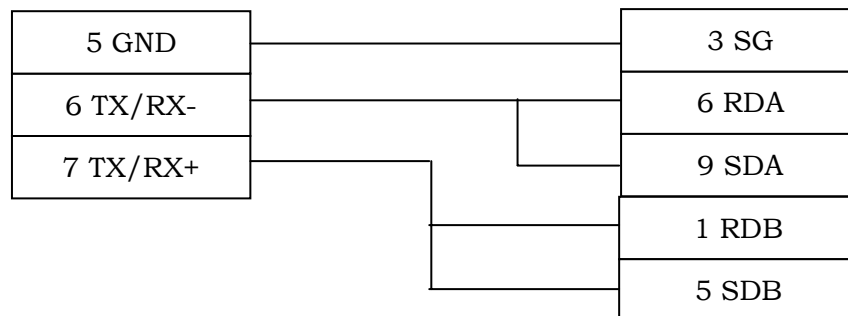 5 GND
6 TX/RX-
7 TX/RX+
3 SG
6 RDA
9 SDA
1 RDB
5 SDB